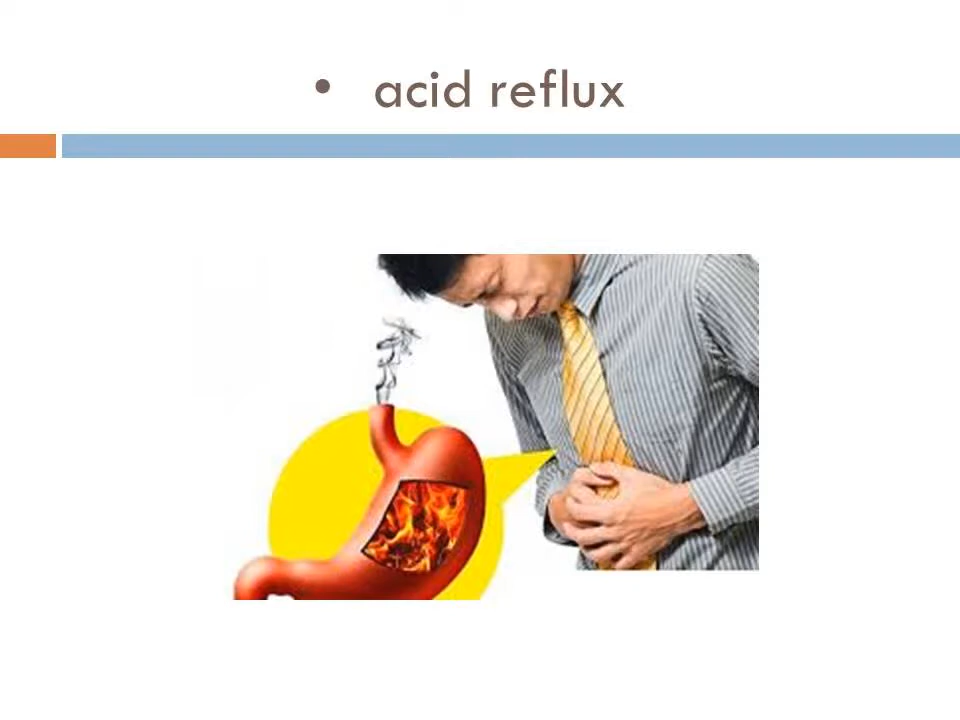 • acid reflux